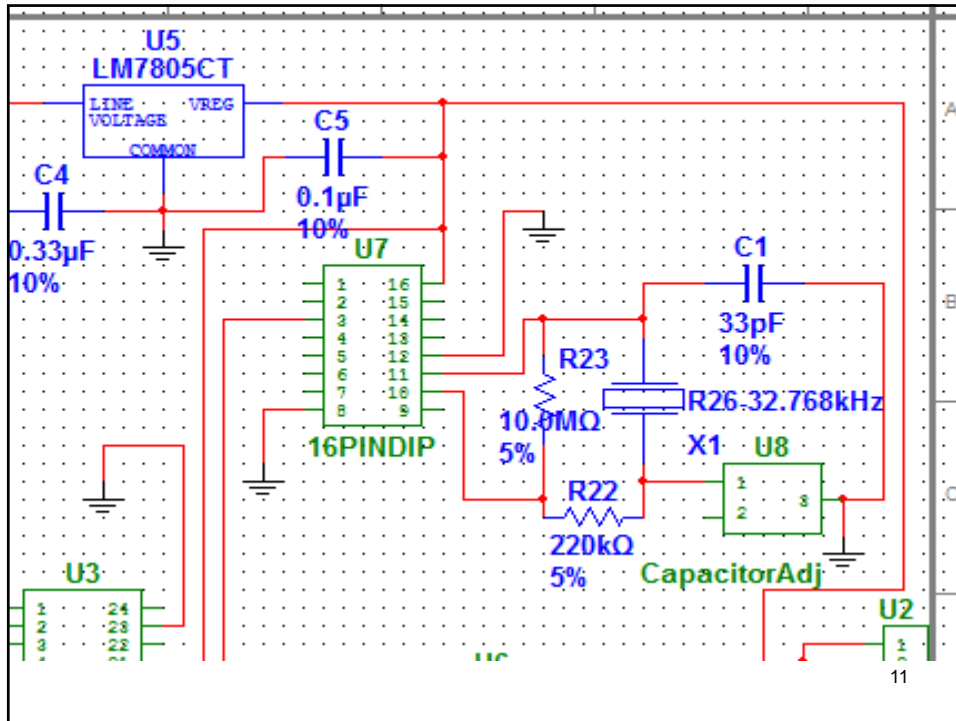 U5
LM7805CT
LINE VREG
VOLTAGE
COMMON
C5
0.1µF
10%
C4
0.33µF
10%
U7
1 16
2 15
3 14
4 13
5 12
6 11
7 10
8 9
16PINDIP
C1
33pF
10%
R23
10.0MΩ
5%
R26-32.768kHz
X1
U8
1
2
3
CapacitorAdj
R22
220kΩ
5%
U3
1 24
2 23
3 22
U2
1
A
B
C
11